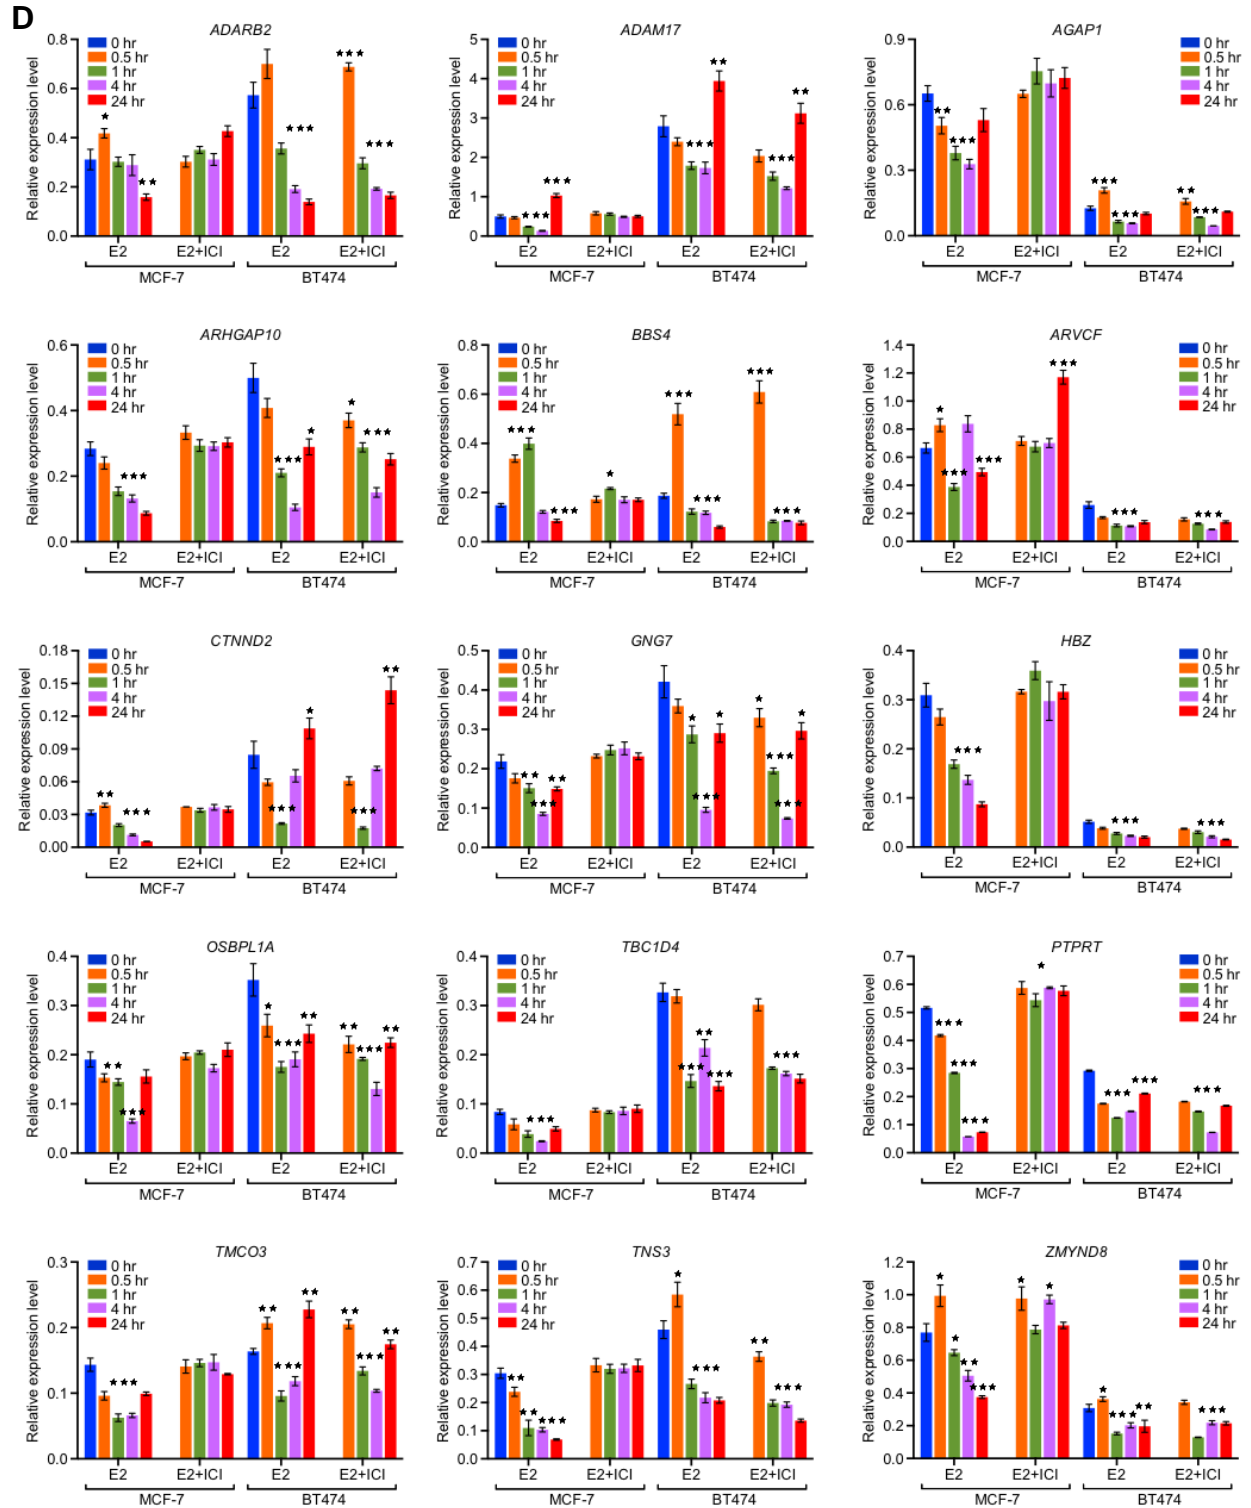 D
ADARB2
Relative expression level
0.8
0.6
0.4
0.2
0.0
0 hr
0.5 hr
1 hr
4 hr
24 hr
E2
E2+ICI
E2
E2+ICI
MCF-7
BT474
ADAM17
Relative expression level
5
4
3
2
1
0
0 hr
0.5 hr
1 hr
4 hr
24 hr
E2
E2+ICI
E2
E2+ICI
MCF-7
BT474
AGAP1
Relative expression level
0.9
0.6
0.3
0.0
0 hr
0.5 hr
1 hr
4 hr
24 hr
E2
E2+ICI
E2
E2+ICI
MCF-7
BT474
ARHGAP10
Relative expression level
0.6
0.4
0.2
0.0
0 hr
0.5 hr
1 hr
4 hr
24 hr
E2
E2+ICI
E2
E2+ICI
MCF-7
BT474
BBS4
Relative expression level
0.8
0.6
0.4
0.2
0.0
0 hr
0.5 hr
1 hr
4 hr
24 hr
E2
E2+ICI
E2
E2+ICI
MCF-7
BT474
ARVCF
Relative expression level
1.4
1.2
1.0
0.8
0.6
0.4
0.2
0.0
0 hr
0.5 hr
1 hr
4 hr
24 hr
E2
E2+ICI
E2
E2+ICI
MCF-7
BT474
CTNND2
Relative expression level
0.18
0.15
0.12
0.09
0.06
0.03
0.00
0 hr
0.5 hr
1 hr
4 hr
24 hr
E2
E2+ICI
E2
E2+ICI
MCF-7
BT474
GNG7
Relative expression level
0.5
0.4
0.3
0.2
0.1
0.0
0 hr
0.5 hr
1 hr
4 hr
24 hr
E2
E2+ICI
E2
E2+ICI
MCF-7
BT474
HBZ
Relative expression level
0.4
0.3
0.2
0.1
0.0
0 hr
0.5 hr
1 hr
4 hr
24 hr
E2
E2+ICI
E2
E2+ICI
MCF-7
BT474
OSBPL1A
Relative expression level
0.4
0.3
0.2
0.1
0.0
0 hr
0.5 hr
1 hr
4 hr
24 hr
E2
E2+ICI
E2
E2+ICI
MCF-7
BT474
TBC1D4
Relative expression level
0.4
0.3
0.2
0.1
0.0
0 hr
0.5 hr
1 hr
4 hr
24 hr
E2
E2+ICI
E2
E2+ICI
MCF-7
BT474
PTPRT
Relative expression level
0.7
0.6
0.5
0.4
0.3
0.2
0.1
0.0
0 hr
0.5 hr
1 hr
4 hr
24 hr
E2
E2+ICI
E2
E2+ICI
MCF-7
BT474
TMCO3
Relative expression level
0.3
0.2
0.1
0.0
0 hr
0.5 hr
1 hr
4 hr
24 hr
E2
E2+ICI
E2
E2+ICI
MCF-7
BT474
TNS3
Relative expression level
0.7
0.6
0.5
0.4
0.3
0.2
0.1
0.0
0 hr
0.5 hr
1 hr
4 hr
24 hr
E2
E2+ICI
E2
E2+ICI
MCF-7
BT474
ZMYND8
Relative expression level
1.2
1.0
0.8
0.6
0.4
0.2
0.0
0 hr
0.5 hr
1 hr
4 hr
24 hr
E2
E2+ICI
E2
E2+ICI
MCF-7
BT474